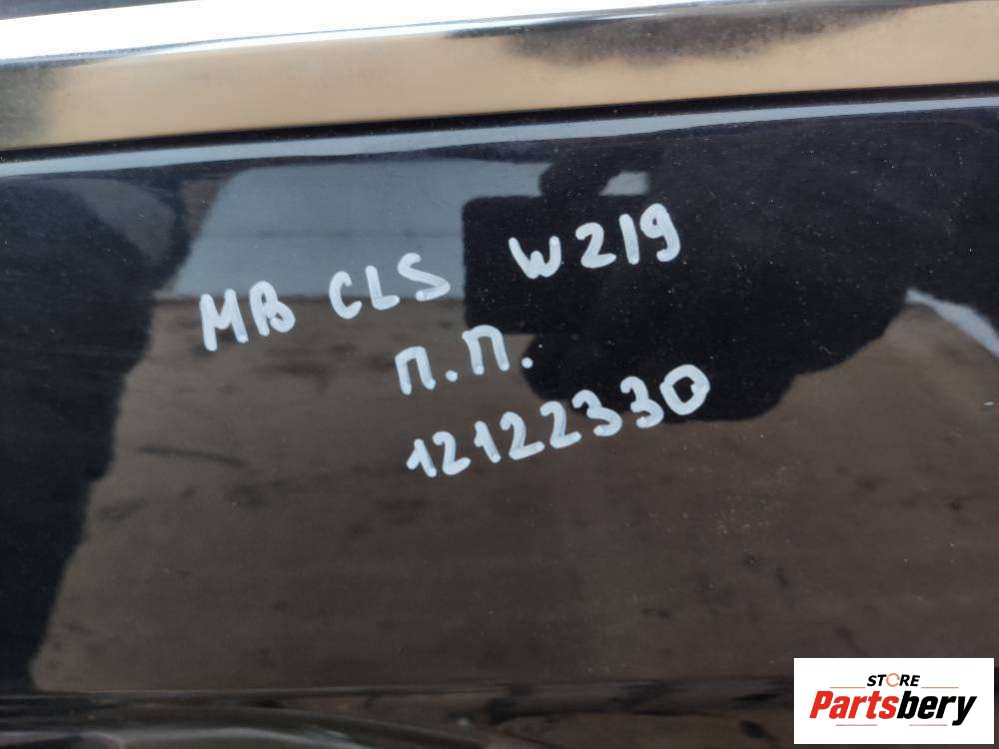 MB CLS W219
П.П.
12122330
STORE
Partsbery